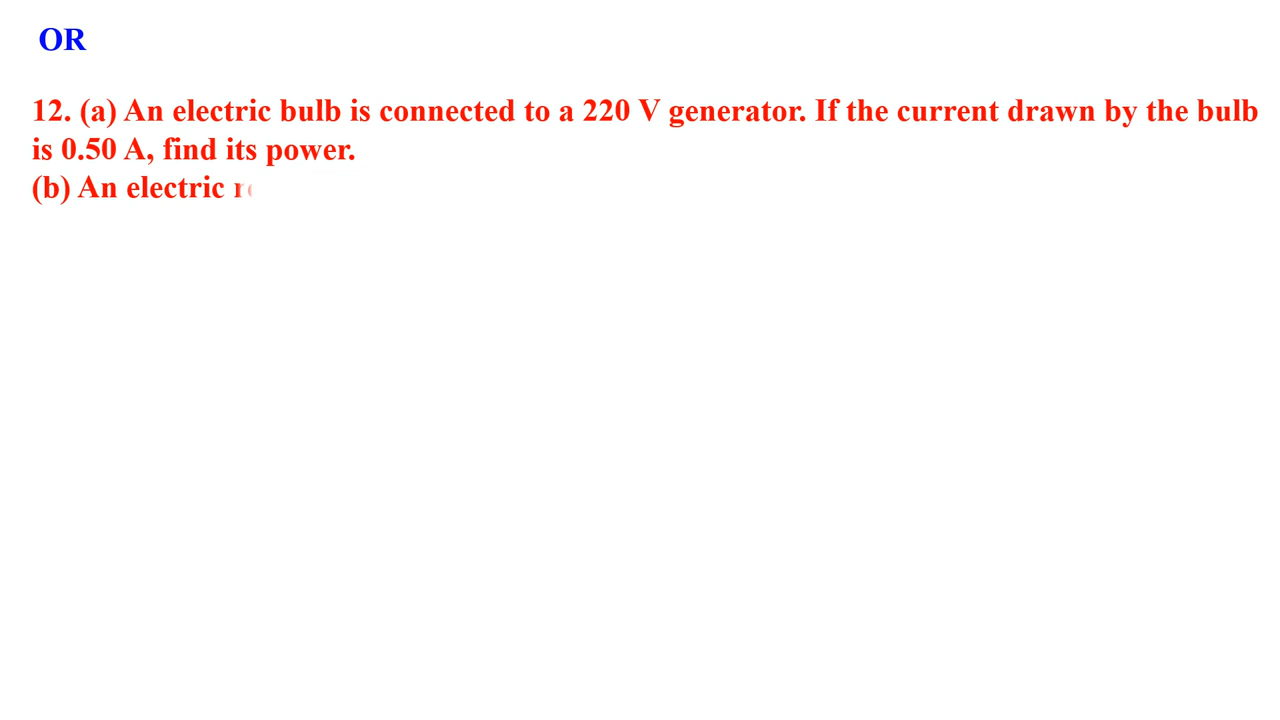 OR
12. (a) An electric bulb is connected to a 220 V generator. If the current drawn by the bulb
is 0.50 A, find its power.
(b) An electric